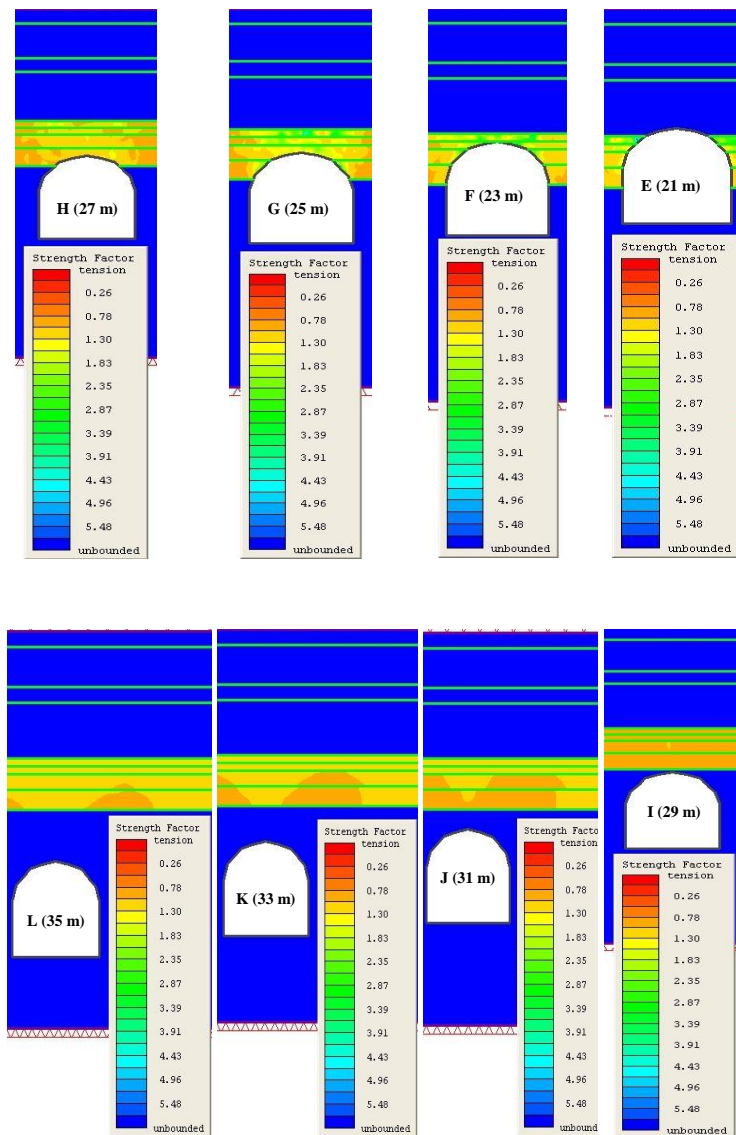 H (27 m)
G (25 m)
F (23 m)
E (21 m)
Strength Factor
tension
0.26
0.78
1.30
1.83
2.35
2.87
3.39
3.91
4.43
4.96
5.48
unbounded
Strength Factor
tension
0.26
0.78
1.30
1.83
2.35
2.87
3.39
3.91
4.43
4.96
5.48
unbounded
Strength Factor
tension
0.26
0.78
1.30
1.83
2.35
2.87
3.39
3.91
4.43
4.96
5.48
unbounded
Strength Factor
tension
0.26
0.78
1.30
1.83
2.35
2.87
3.39
3.91
4.43
4.96
5.48
unbounded
L (35 m)
K (33 m)
J (31 m)
I (29 m)
Strength Factor
tension
0.26
0.78
1.30
1.83
2.35
2.87
3.39
3.91
4.43
4.96
5.48
unbounded
Strength Factor
tension
0.26
0.78
1.30
1.83
2.35
2.87
3.39
3.91
4.43
4.96
5.48
unbounded
Strength Facto
tension
0.26
0.78
1.30
1.83
2.35
2.87
3.39
3.91
4.43
4.96
5.48
unbounded
Strength Factor
tension
0.26
0.78
1.30
1.83
2.35
2.87
3.39
3.91
4.43
4.96
5.48
unbounded